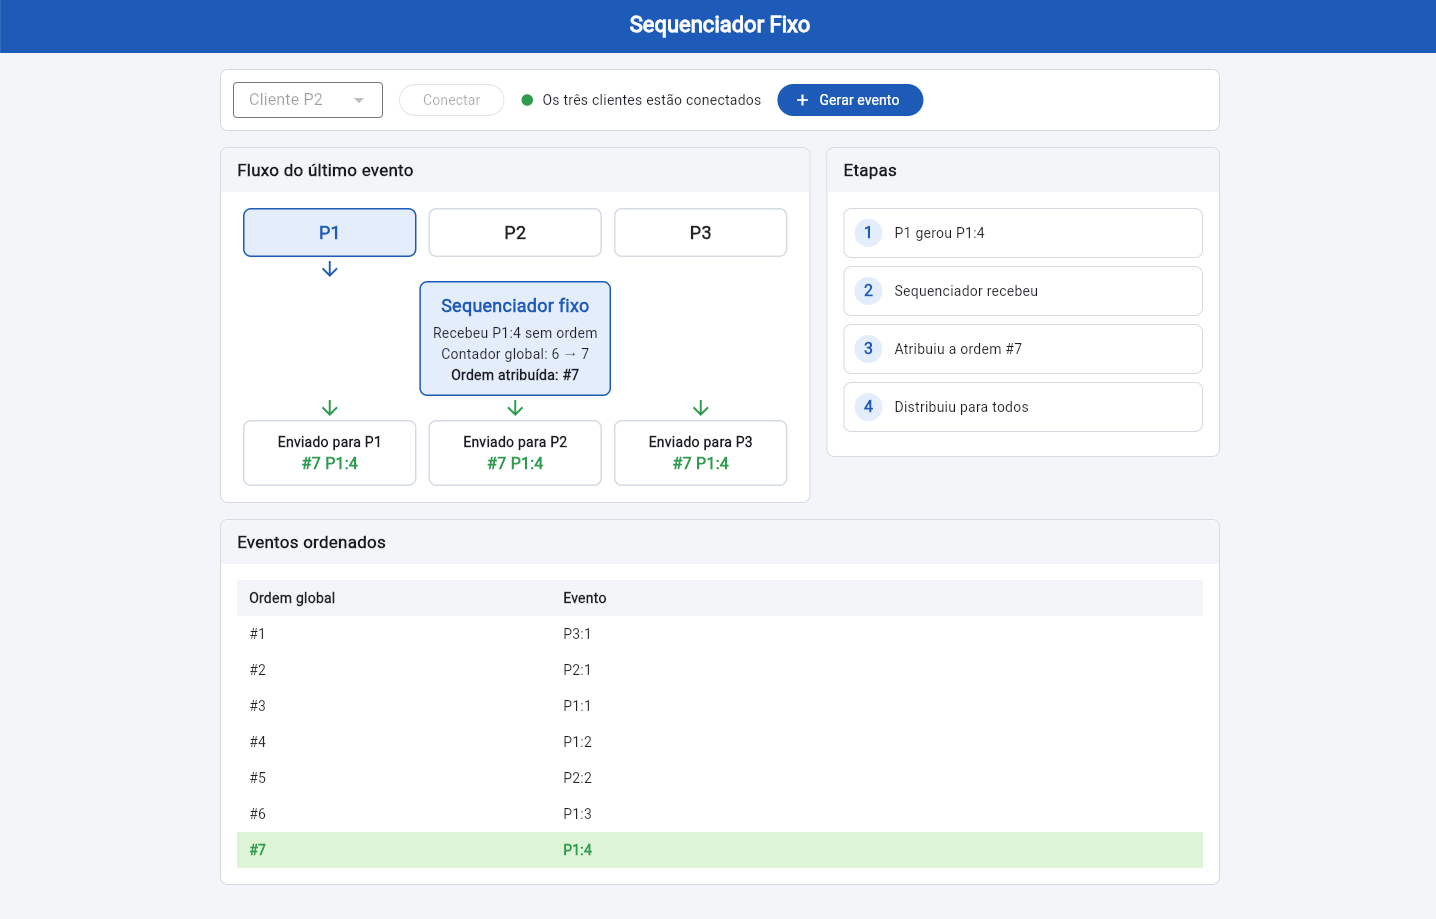 Sequenciador Fixo
Cliente P2
Conectar
Os três clientes estão conectados
+ Gerar evento
Fluxo do último evento
P1
P2
P3
Sequenciador fixo
Recebeu P1:4 sem ordem
Contador global: 6 → 7
Ordem atribuída: #7
Enviado para P1
#7 P1:4
Enviado para P2
#7 P1:4
Enviado para P3
#7 P1:4
Etapas
1 P1 gerou P1:4
2 Sequenciador recebeu
3 Atribuiu a ordem #7
4 Distribuiu para todos
Eventos ordenados
Ordem global Evento
#1 P3:1
#2 P2:1
#3 P1:1
#4 P1:2
#5 P2:2
#6 P1:3
#7 P1:4